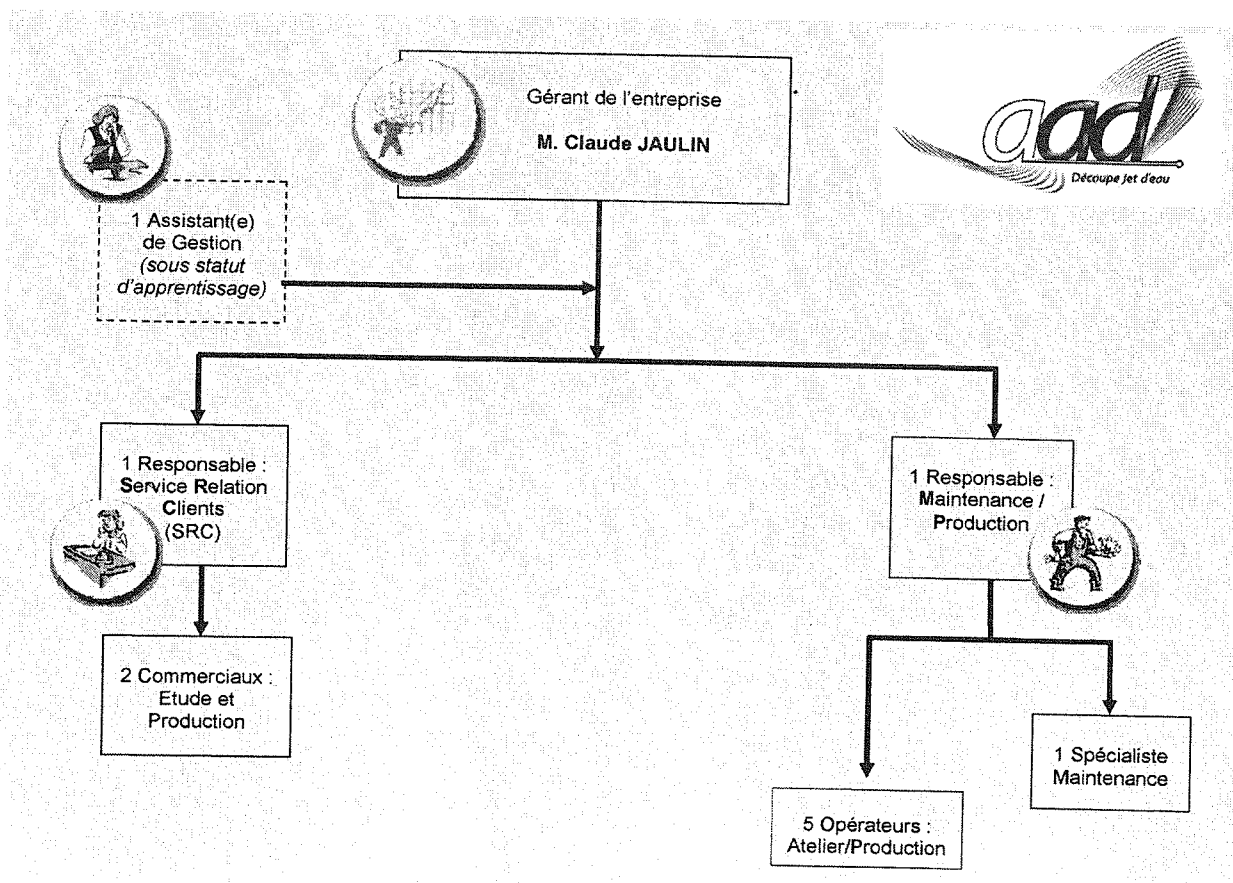 Gérant de l'entreprise
M. Claude JAULIN
aad
Découpe jet d'eau
1 Assistant(e)
de Gestion
(sous statut
d'apprentissage)
1 Responsable :
Service Relation
Clients
(SRC)
1 Responsable :
Maintenance /
Production
2 Commerciaux :
Etude et
Production
1 Spécialiste
Maintenance
5 Opérateurs :
Atelier/Production